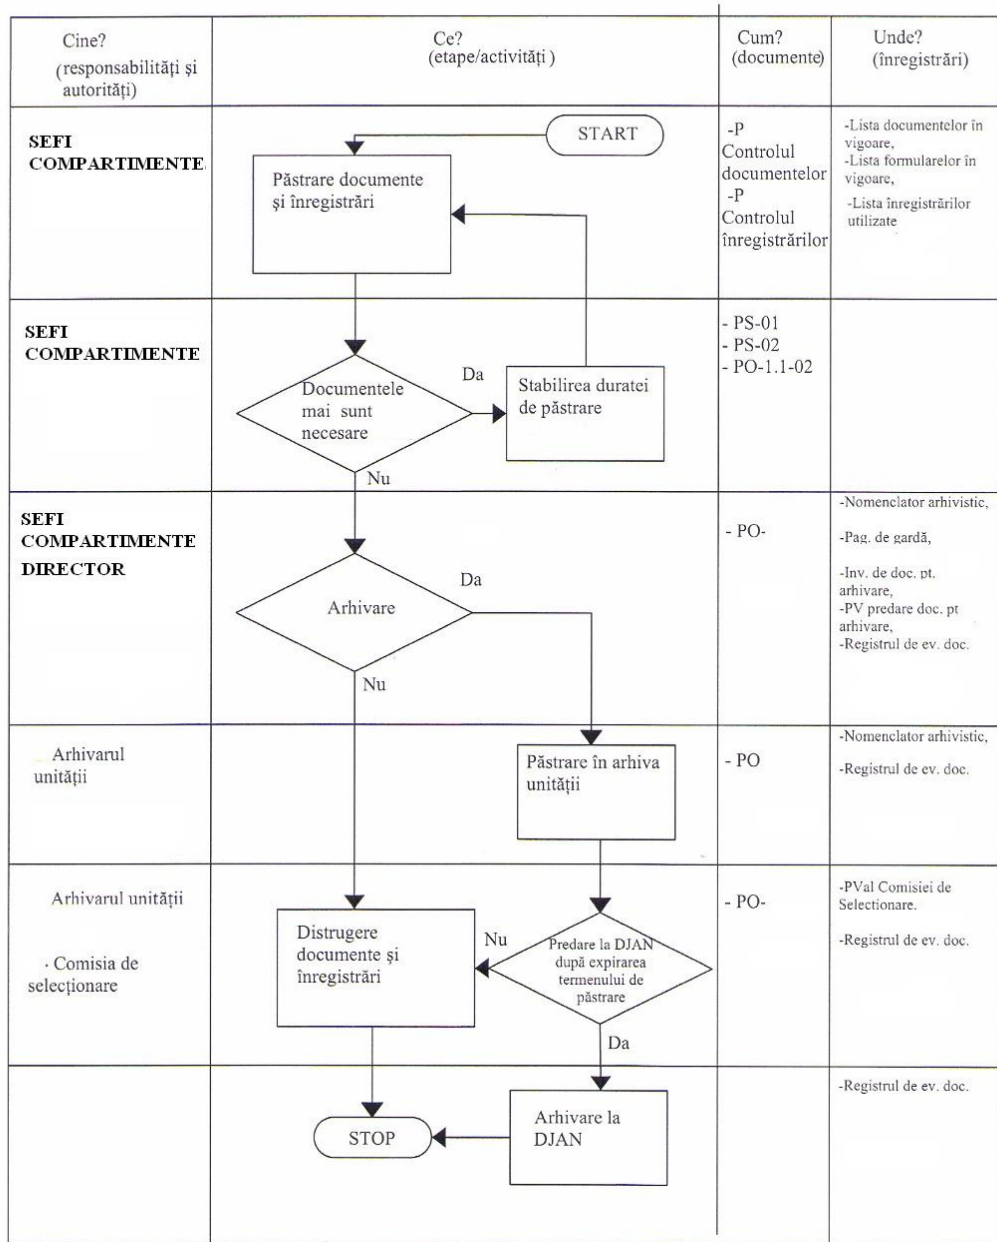 Cine?
(responsabilități și
autorități)
Ce?
(etape/activități )
Cum?
(documente)
Unde?
(înregistrări)
SEFI
COMPARTIMENTE
START
Păstrare documente
și înregistrări
-P
Controlul
documentelor
-P
Controlul
înregistrărilor
-Lista documentelor în
vigoare,
-Lista formularelor în
vigoare,
-Lista înregistrărilor
utilizate
SEFI
COMPARTIMENTE
Documentele
mai sunt
necesare
Da
Nu
Stabilirea duratei
de păstrare
- PS-01
- PS-02
- PO-1.1-02
SEFI
COMPARTIMENTE
DIRECTOR
Arhivare
Da
Nu
- PO-
-Nomenclator arhivistic,
-Pag. de gardă,
-Inv. de doc. pt.
arhivare,
-PV predare doc. pt
arhivare,
-Registrul de ev. doc.
Arhivarul
unității
Păstrare în arhiva
unității
- PO
-Nomenclator arhivistic,
-Registrul de ev. doc.
Arhivarul unității
· Comisia de
selecționare
Distrugere
documente și
înregistrări
Nu
Predare la DJAN
după expirarea
termenului de
păstrare
Da
- PO-
-PVal Comisiei de
Selectionare.
-Registrul de ev. doc.
STOP
Arhivare la
DJAN
-Registrul de ev. doc.